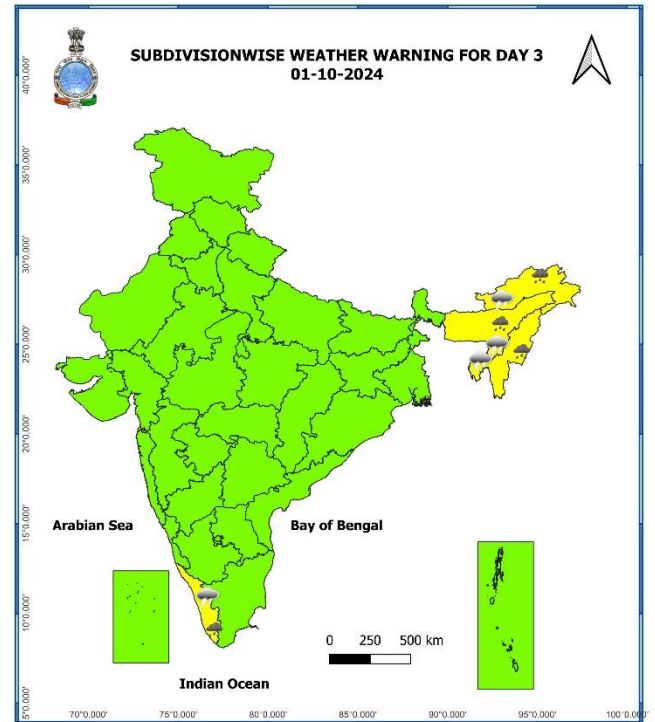 SUBDIVISIONWISE WEATHER WARNING FOR DAY 3
01-10-2024
40°0.000'
35°0.000'
30°0.000'
25°0.000'
20°0.000'
15°0.000'
10°0.000'
5°0.000'
Arabian Sea
Bay of Bengal
0 250 500 km
Indian Ocean
70°0.000' 75°0.000' 80°0.000' 85°0.000' 90°0.000' 95°0.000' 100°0.000'